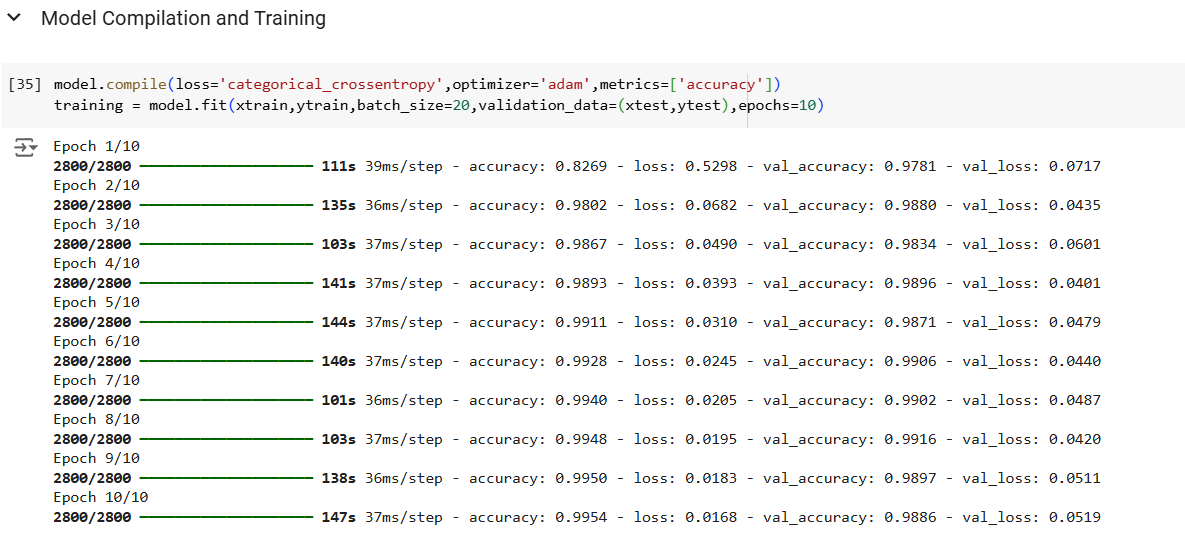 Model Compilation and Training
[35] model.compile(loss='categorical_crossentropy',optimizer='adam',metrics=['accuracy'])
training = model.fit(xtrain,ytrain,batch_size=20,validation_data=(xtest,ytest),epochs=10)
Epoch 1/10
2800/2800 111s 39ms/step - accuracy: 0.8269 - loss: 0.5298 - val_accuracy: 0.9781 - val_loss: 0.0717
Epoch 2/10
2800/2800 135s 36ms/step - accuracy: 0.9802 - loss: 0.0682 - val_accuracy: 0.9880 - val_loss: 0.0435
Epoch 3/10
2800/2800 103s 37ms/step - accuracy: 0.9867 - loss: 0.0490 - val_accuracy: 0.9834 - val_loss: 0.0601
Epoch 4/10
2800/2800 141s 37ms/step - accuracy: 0.9893 - loss: 0.0393 - val_accuracy: 0.9896 - val_loss: 0.0401
Epoch 5/10
2800/2800 144s 37ms/step - accuracy: 0.9911 - loss: 0.0310 - val_accuracy: 0.9871 - val_loss: 0.0479
Epoch 6/10
2800/2800 140s 37ms/step - accuracy: 0.9928 - loss: 0.0245 - val_accuracy: 0.9906 - val_loss: 0.0440
Epoch 7/10
2800/2800 101s 36ms/step - accuracy: 0.9940 - loss: 0.0205 - val_accuracy: 0.9902 - val_loss: 0.0487
Epoch 8/10
2800/2800 103s 37ms/step - accuracy: 0.9948 - loss: 0.0195 - val_accuracy: 0.9916 - val_loss: 0.0420
Epoch 9/10
2800/2800 138s 36ms/step - accuracy: 0.9950 - loss: 0.0183 - val_accuracy: 0.9897 - val_loss: 0.0511
Epoch 10/10
2800/2800 147s 37ms/step - accuracy: 0.9954 - loss: 0.0168 - val_accuracy: 0.9886 - val_loss: 0.0519